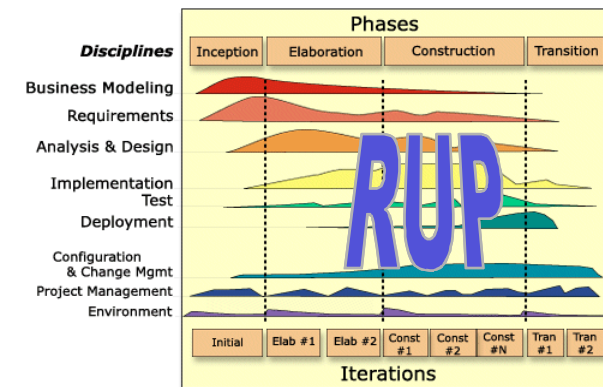 Phases
Disciplines Inception Elaboration Construction Transition
Business Modeling
Requirements
Analysis & Design
Implementation
Test
Deployment
Configuration
& Change Mgmt
Project Management
Environment
RUP
Initial Elab #1 Elab #2 Const #1 Const #2 Const #N Tran #1 Tran #2
Iterations